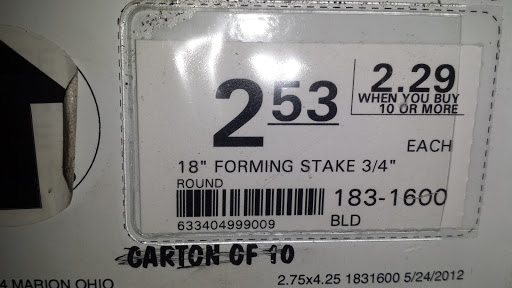 2.53
2.29
WHEN YOU BUY
10 OR MORE
EACH
18" FORMING STAKE 3/4"
ROUND
183-1600
633404999009
BLD
CARTON OF 10
4 MARION OHIO
2.75x4.25 1831600 5/24/2012